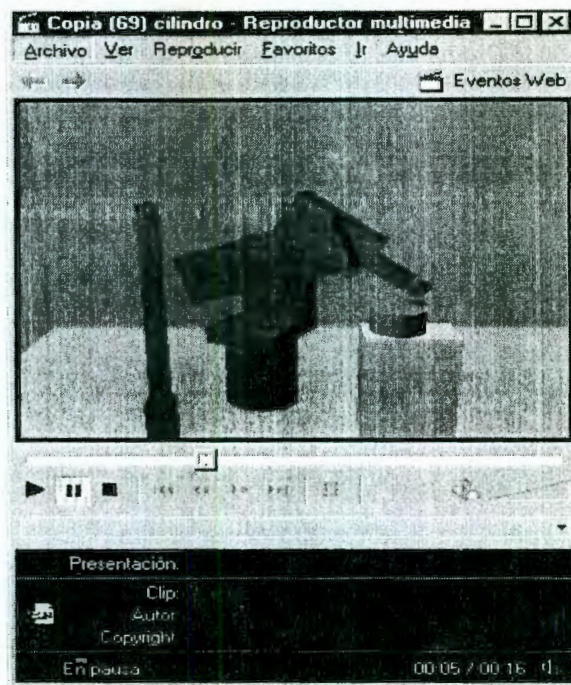 Copia (69) cilindro - Reproductor multimedia
Archivo Ver Reproducir Favoritos Ir Ayuda
Eventos Web
Presentación:
Clip:
Autor
Copyright
En pausa 00:05 / 00:16